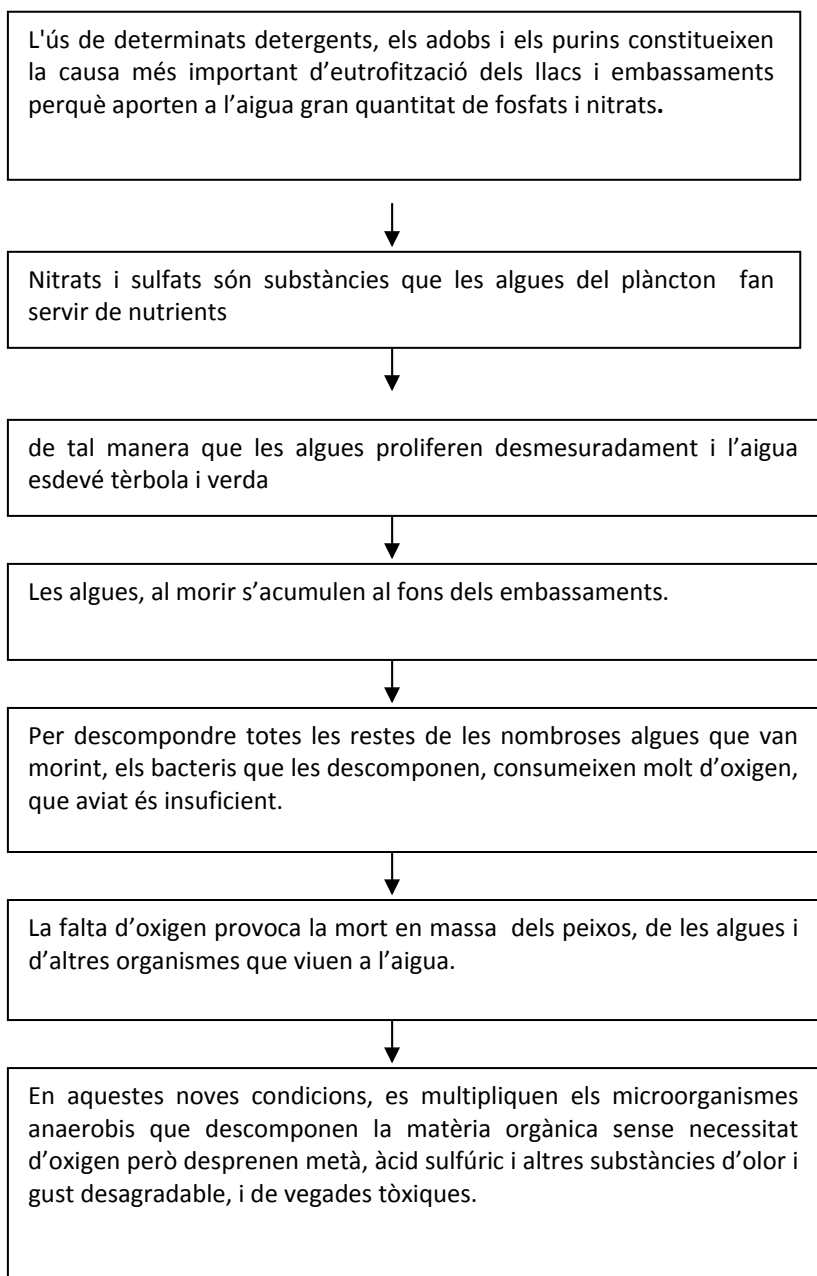 L'ús de determinats detergents, els adobs i els purins constitueixen
la causa més important d’eutrofització dels llacs i embassaments
perquè aporten a l’aigua gran quantitat de fosfats i nitrats.
Nitrats i sulfats són substàncies que les algues del plàncton fan
servir de nutrients
de tal manera que les algues proliferen desmesuradament i l’aigua
esdevé tèrbola i verda
Les algues, al morir s’acumulen al fons dels embassaments.
Per descompondre totes les restes de les nombroses algues que van
morint, els bacteris que les descomponen, consumeixen molt d’oxigen,
que aviat és insuficient.
La falta d’oxigen provoca la mort en massa dels peixos, de les algues i
d’altres organismes que viuen a l’aigua.
En aquestes noves condicions, es multipliquen els microorganismes
anaerobis que descomponen la matèria orgànica sense necessitat
d’oxigen però desprenen metà, àcid sulfúric i altres substàncies d’olor i
gust desagradable, i de vegades tòxiques.